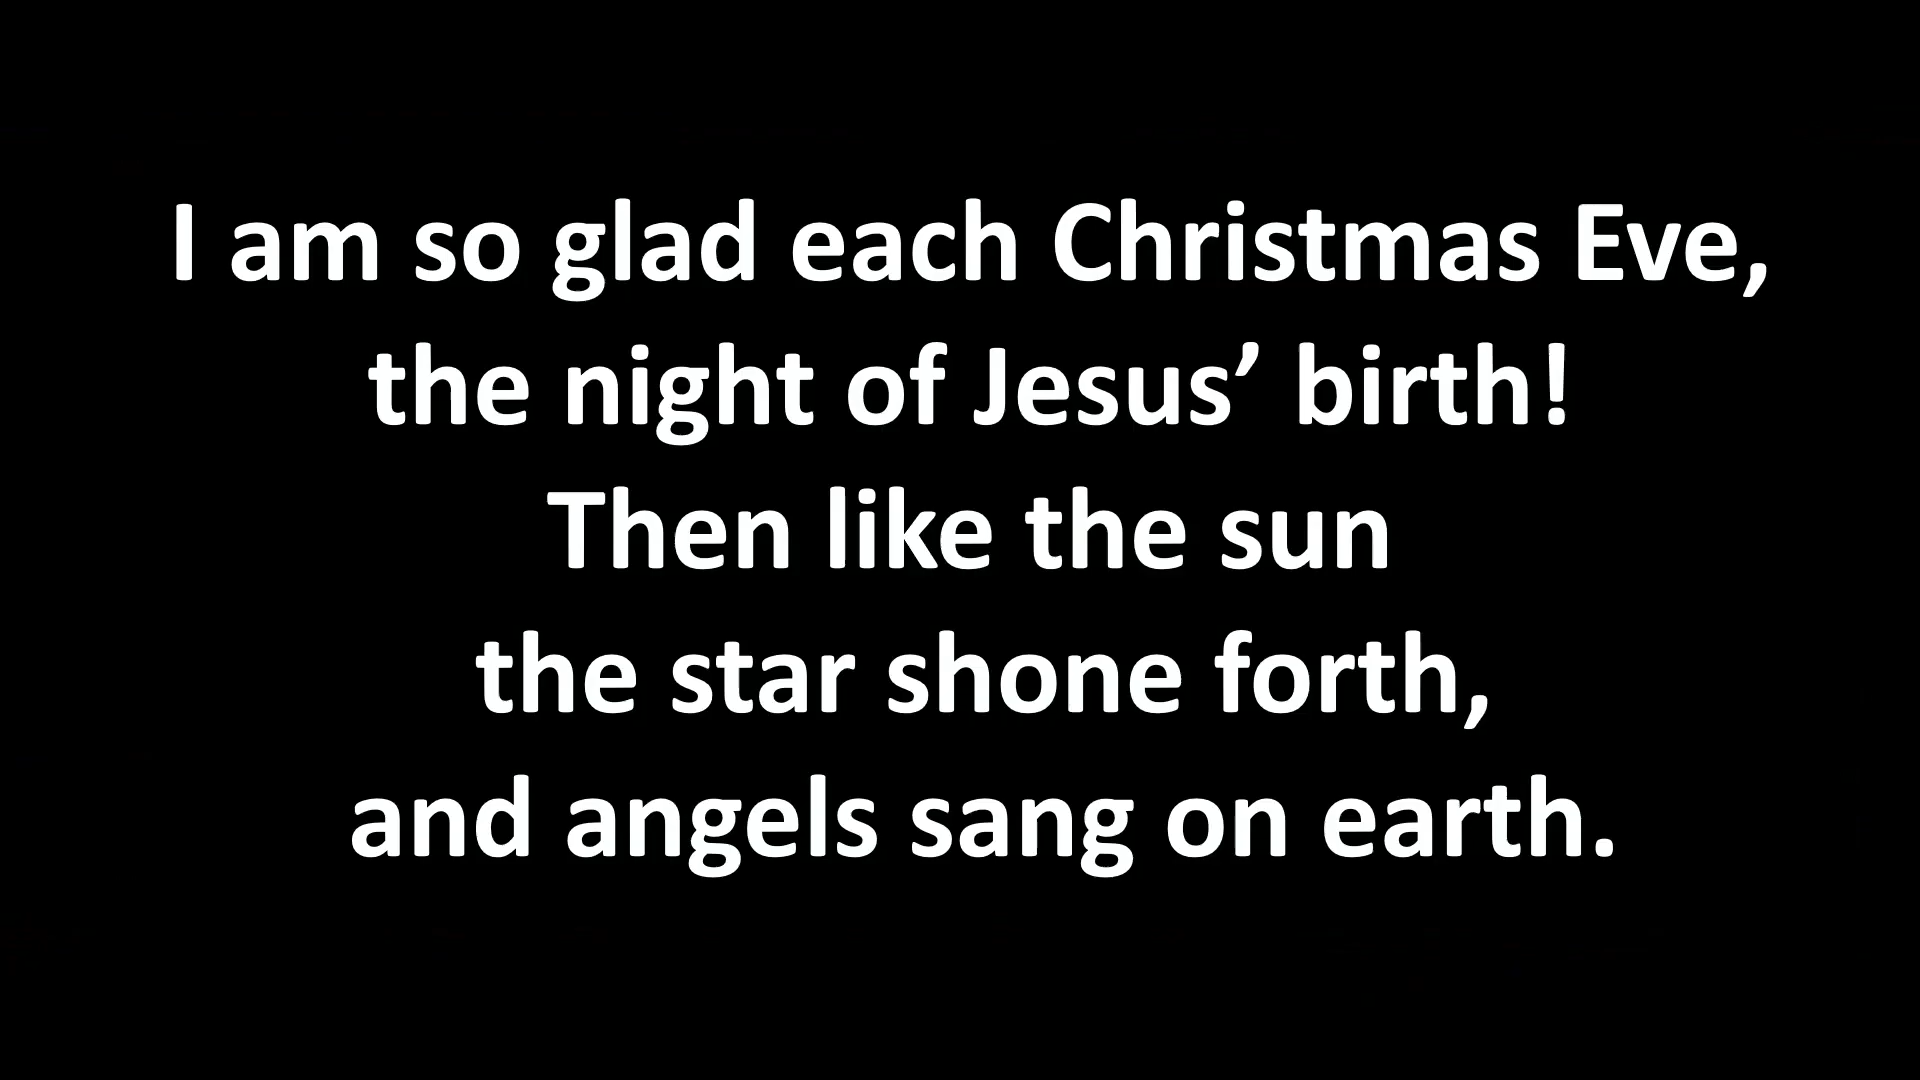 I am so glad each Christmas Eve,
the night of Jesus’ birth!
Then like the sun
the star shone forth,
and angels sang on earth.